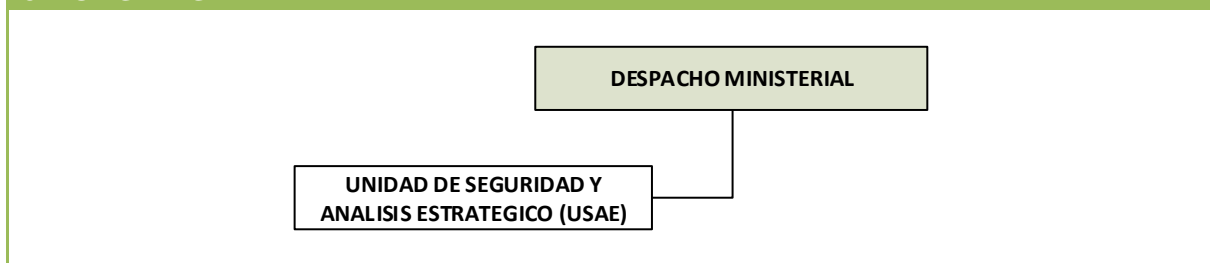 DESPACHO MINISTERIAL
UNIDAD DE SEGURIDAD Y
ANALISIS ESTRATEGICO (USAE)